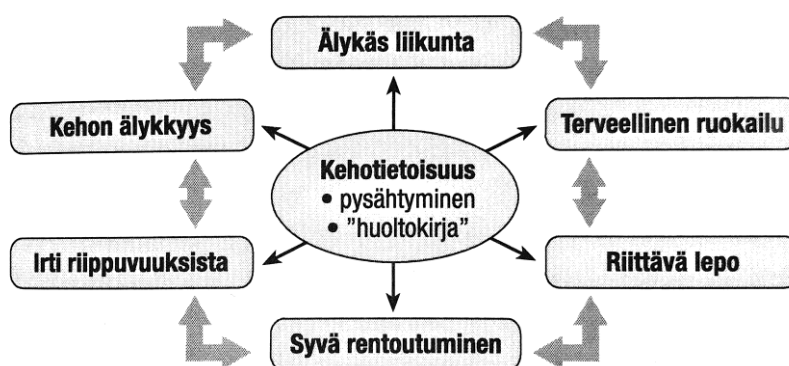 Älykäs liikunta
Kehon älykkyys
Terveellinen ruokailu
Kehotietoisuus
• pysähtyminen
• ”huoltokirja”
Irti riippuvuuksista
Riittävä lepo
Syvä rentoutuminen